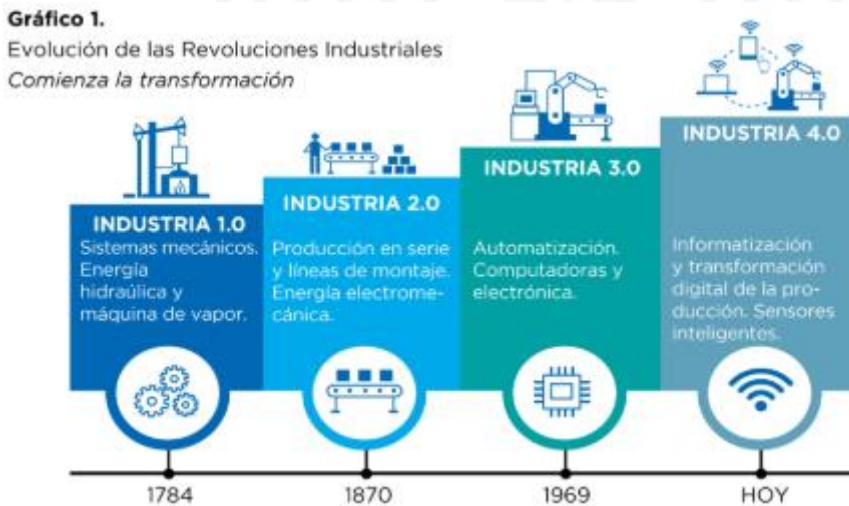 Gráfico 1.
Evolución de las Revoluciones Industriales
Comienza la transformación
INDUSTRIA 1.0
Sistemas mecánicos.
Energía
hidraúlica y
máquina de vapor.
INDUSTRIA 2.0
Producción en serie
y líneas de montaje.
Energía electrome-
cánica.
INDUSTRIA 3.0
Automatización.
Computadoras y
electrónica.
INDUSTRIA 4.0
Informatización
y transformación
digital de la pro-
ducción. Sensores
inteligentes.
1784
1870
1969
HOY